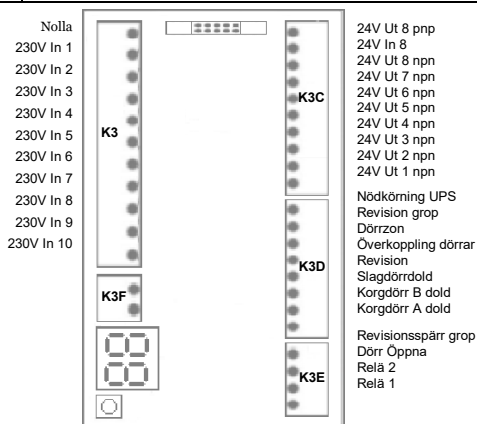 Nolla
230V In 1
230V In 2
230V In 3
230V In 4
230V In 5
230V In 6
230V In 7
230V In 8
230V In 9
230V In 10
K3
K3F
K3C
K3D
K3E
24V Ut 8 pnp
24V In 8
24V Ut 8 npn
24V Ut 7 npn
24V Ut 6 npn
24V Ut 5 npn
24V Ut 4 npn
24V Ut 3 npn
24V Ut 2 npn
24V Ut 1 npn
Nödkörning UPS
Revision grop
Dörrzon
Överkoppling dörrar
Revision
Slagdörrdold
Korgdörr B dold
Korgdörr A dold
Revisionsspärr grop
Dörr Öppna
Relä 2
Relä 1